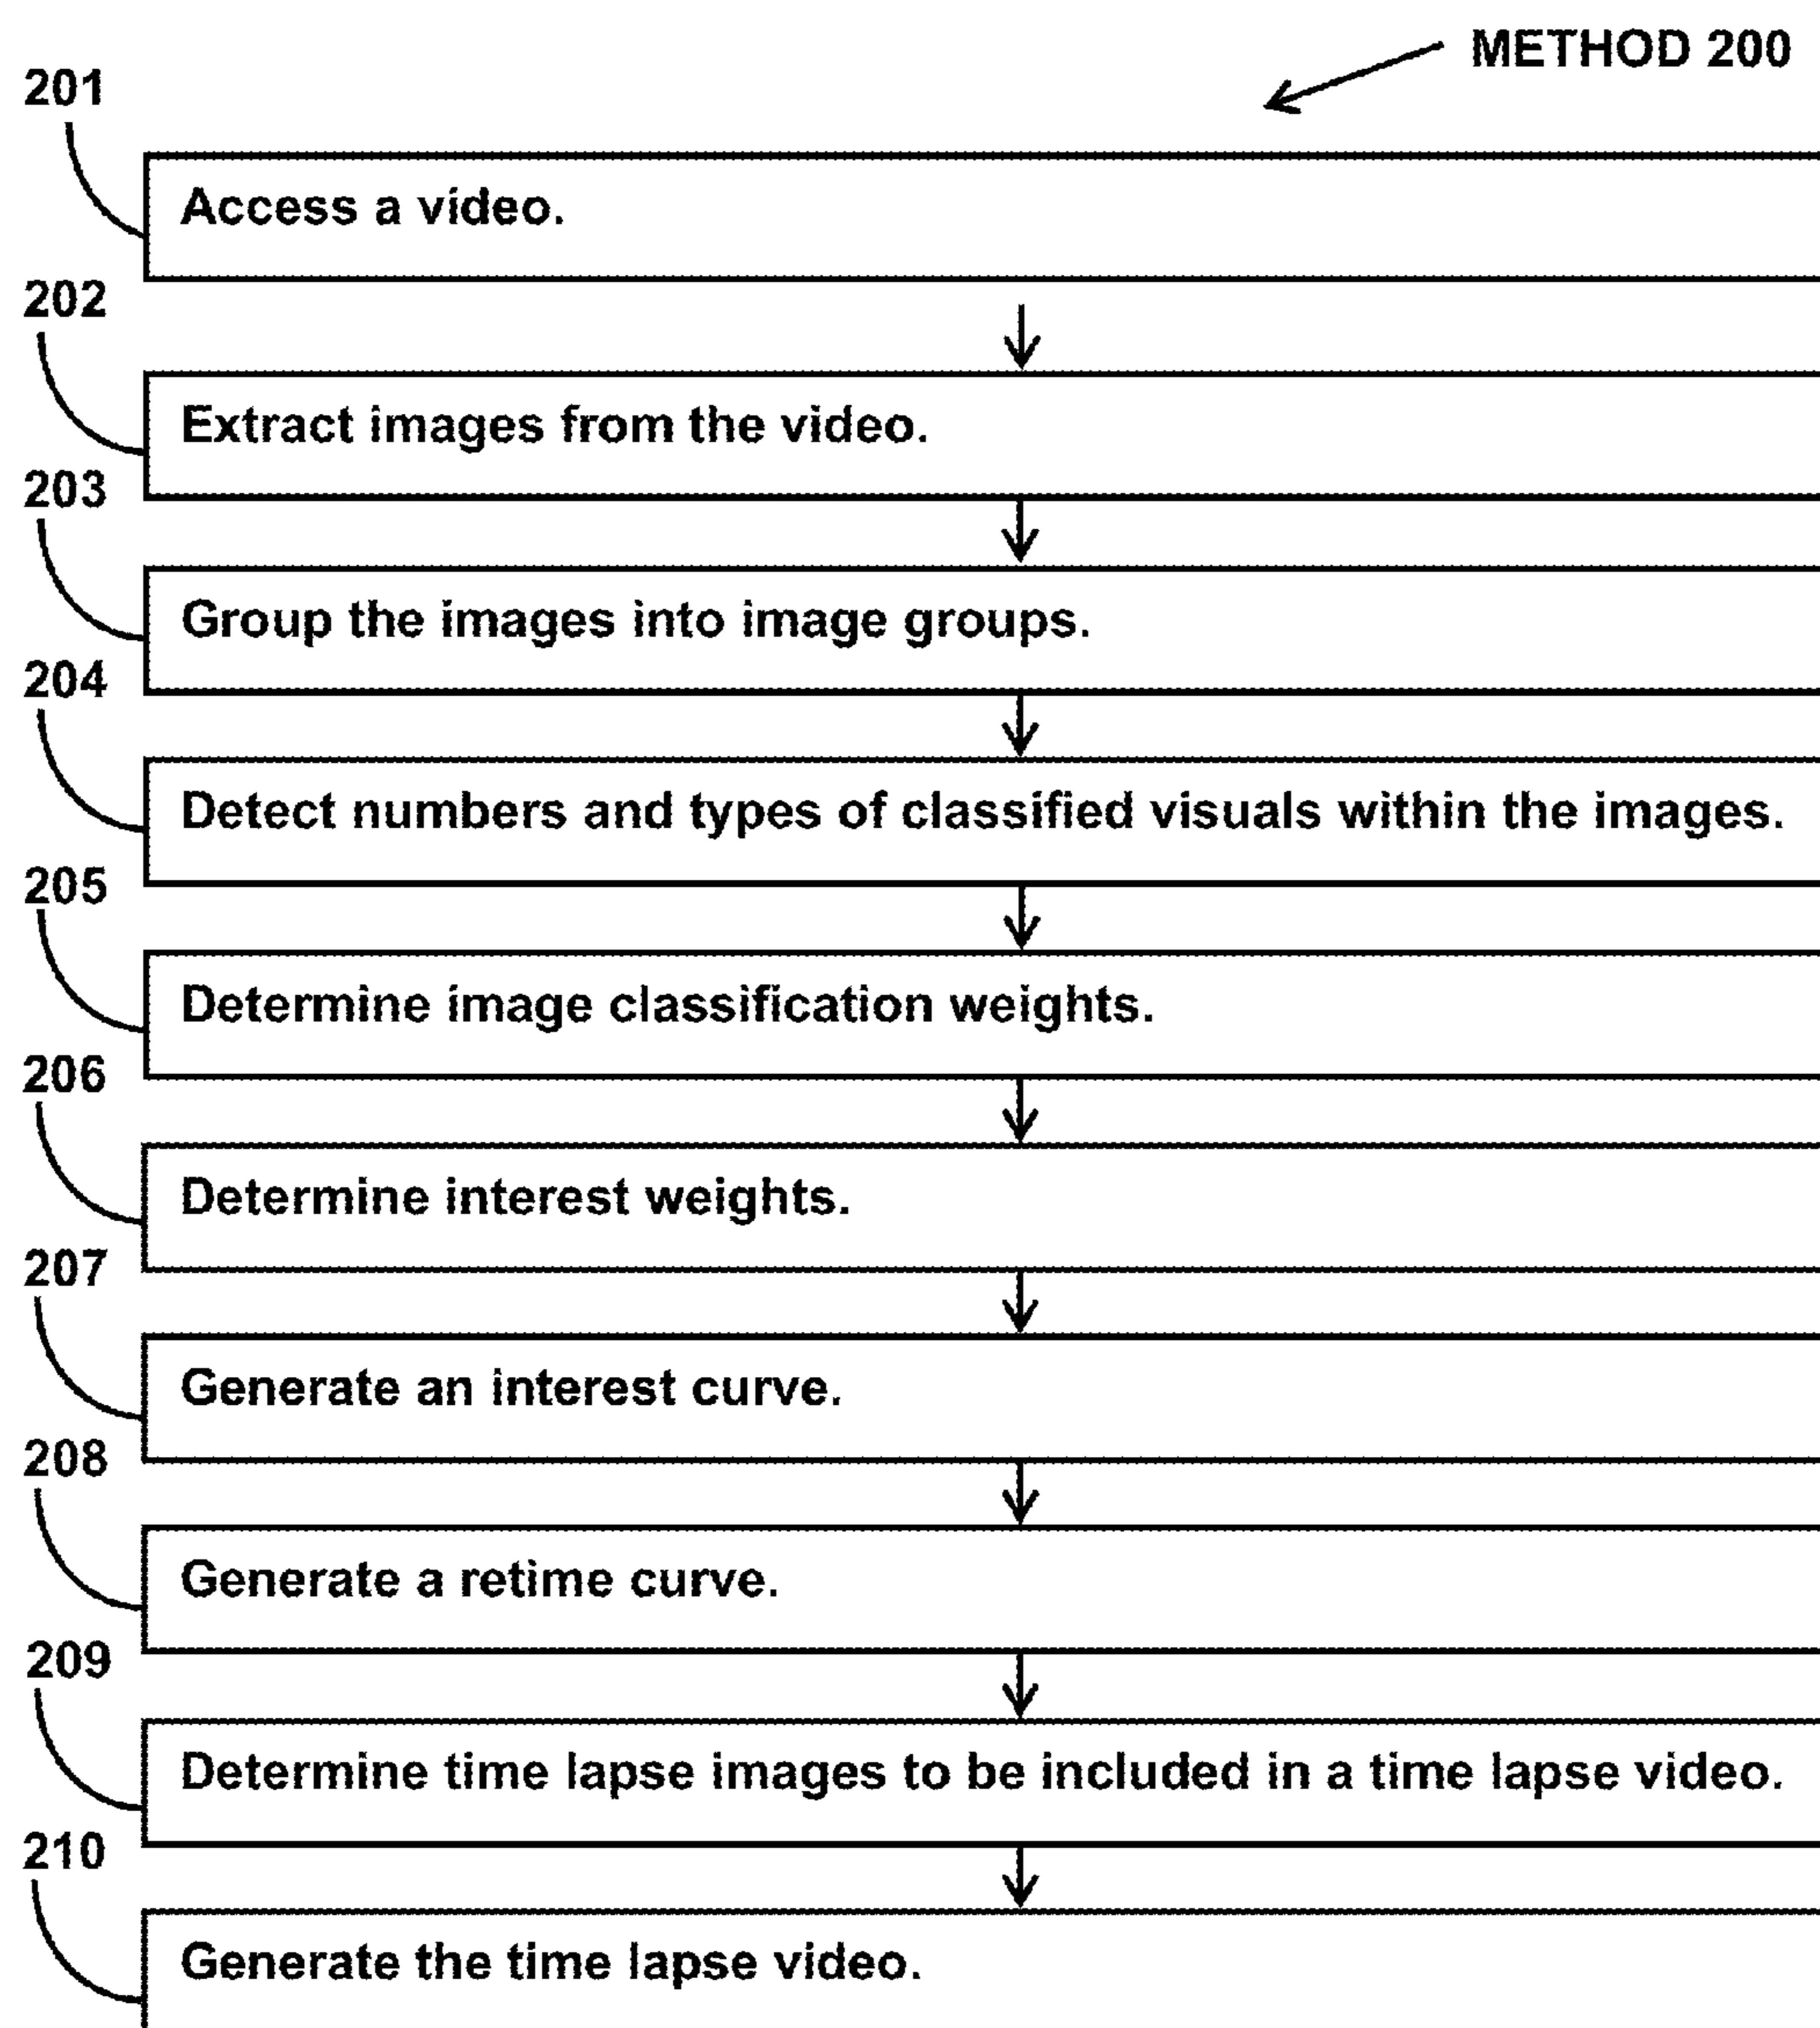 METHOD 200
201
Access a video.
202
Extract images from the video.
203
Group the images into image groups.
204
Detect numbers and types of classified visuals within the images.
205
Determine image classification weights.
206
Determine interest weights.
207
Generate an interest curve.
208
Generate a retime curve.
209
Determine time lapse images to be included in a time lapse video.
210
Generate the time lapse video.